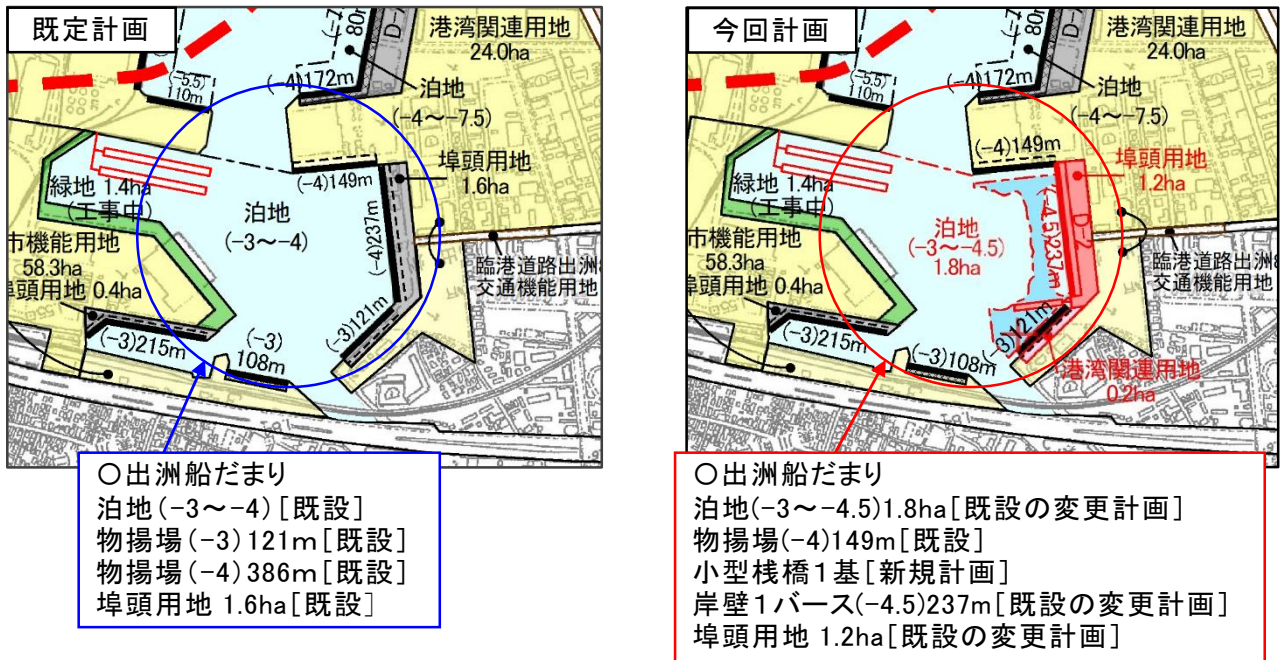 既定計画
港湾関連用地
24.0ha
80m
D-7
(-5.5)
110m
(-4)172m
泊地
(-4～-7.5)
(-4)149m
埠頭用地
1.6ha
緑地 1.4ha
(工事中)
泊地
(-3～-4)
(-4)237m
市機能用地
58.3ha
埠頭用地 0.4ha
臨港道路出洲
交通機能用地
(-3)121m
(-3)215m
(-3)
108m
○出洲船だまり
泊地(-3～-4)[既設]
物揚場(-3)121m[既設]
物揚場(-4)386m[既設]
埠頭用地 1.6ha[既設]
今回計画
港湾関連用地
24.0ha
80m
(-5.5)
110m
(-4)172m
泊地
(-4～-7.5)
(-4)149m
埠頭用地
1.2ha
緑地 1.4ha
(工事中)
泊地
(-3～-4.5)
1.8ha
(-4.5)237m
D-2
市機能用地
58.3ha
埠頭用地 0.4ha
臨港道路出洲
交通機能用地
(-3)121m
(-3)215m
(-3)108m
港湾関連用地
0.2ha
○出洲船だまり
泊地(-3～-4.5)1.8ha[既設の変更計画]
物揚場(-4)149m[既設]
小型桟橋１基[新規計画]
岸壁１バース(-4.5)237m[既設の変更計画]
埠頭用地 1.2ha[既設の変更計画]